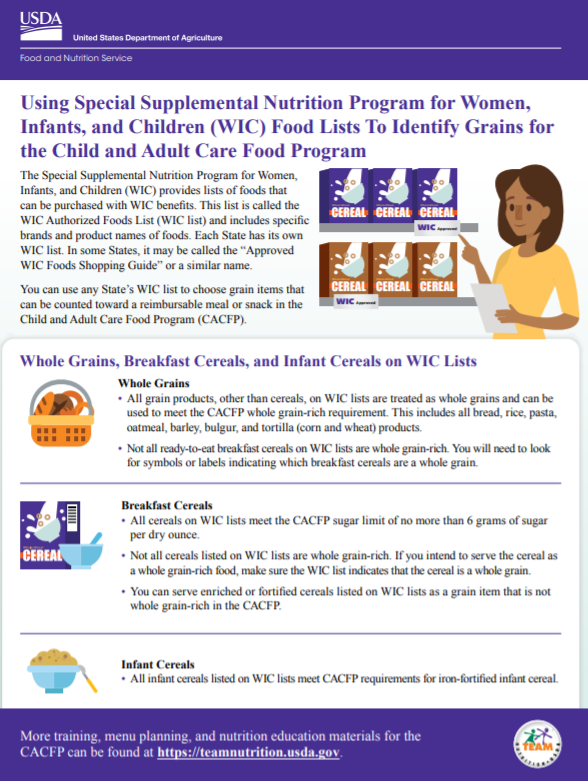 USDA
United States Department of Agriculture
Food and Nutrition Service
Using Special Supplemental Nutrition Program for Women,
Infants, and Children (WIC) Food Lists To Identify Grains for
the Child and Adult Care Food Program
The Special Supplemental Nutrition Program for Women,
Infants, and Children (WIC) provides lists of foods that
can be purchased with WIC benefits. This list is called the
WIC Authorized Foods List (WIC list) and includes specific
brands and product names of foods. Each State has its own
WIC list. In some States, it may be called the “Approved
WIC Foods Shopping Guide” or a similar name.
You can use any State’s WIC list to choose grain items that
can be counted toward a reimbursable meal or snack in the
Child and Adult Care Food Program (CACFP).
CEREAL CEREAL CEREAL
WIC Approved
CEREAL CEREAL CEREAL
WIC Approved
Whole Grains, Breakfast Cereals, and Infant Cereals on WIC Lists
Whole Grains
• All grain products, other than cereals, on WIC lists are treated as whole grains and can be
used to meet the CACFP whole grain-rich requirement. This includes all bread, rice, pasta,
oatmeal, barley, bulgur, and tortilla (corn and wheat) products.
• Not all ready-to-eat breakfast cereals on WIC lists are whole grain-rich. You will need to look
for symbols or labels indicating which breakfast cereals are a whole grain.
CEREAL
Breakfast Cereals
• All cereals on WIC lists meet the CACFP sugar limit of no more than 6 grams of sugar
per dry ounce.
• Not all cereals listed on WIC lists are whole grain-rich. If you intend to serve the cereal as
a whole grain-rich food, make sure the WIC list indicates that the cereal is a whole grain.
• You can serve enriched or fortified cereals listed on WIC lists as a grain item that is not
whole grain-rich in the CACFP.
Infant Cereals
• All infant cereals listed on WIC lists meet CACFP requirements for iron-fortified infant cereal.
More training, menu planning, and nutrition education materials for the
CACFP can be found at https://teamnutrition.usda.gov.
TEAM